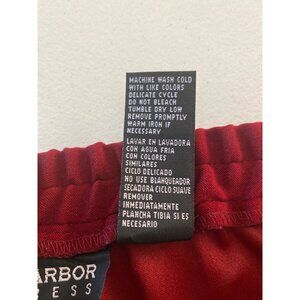 MACHINE WASH COLD
WITH LIKE COLORS
DELICATE CYCLE
DO NOT BLEACH
TUMBLE DRY LOW
REMOVE PROMPTLY
WARM IRON IF
NECESSARY
LAVAR EN LAVADORA
CON AGUA FRIA
CON COLORES
SIMILARES
CICLO DELICADO
NO USE BLANQUEADOR
SECADORA CICLO SUAVE
REMOVER
INMEDIATEMENTE
PLANCHA TIBIA SI ES
NECESARIO
ARBOR
ESS